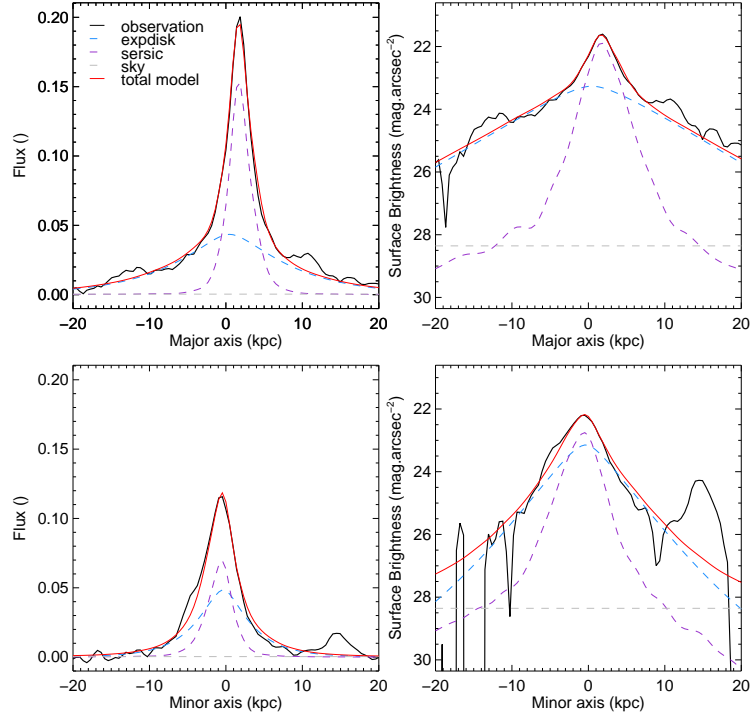 0.20
0.15
0.10
0.05
0.00
Flux ()
observation
expdisk
sersic
sky
total model
−20 −10 0 10 20
Major axis (kpc)
22
24
26
28
30
Surface Brightness (mag.arcsec−2)
−20 −10 0 10 20
Major axis (kpc)
0.20
0.15
0.10
0.05
0.00
Flux ()
−20 −10 0 10 20
Minor axis (kpc)
22
24
26
28
30
Surface Brightness (mag.arcsec−2)
−20 −10 0 10 20
Minor axis (kpc)